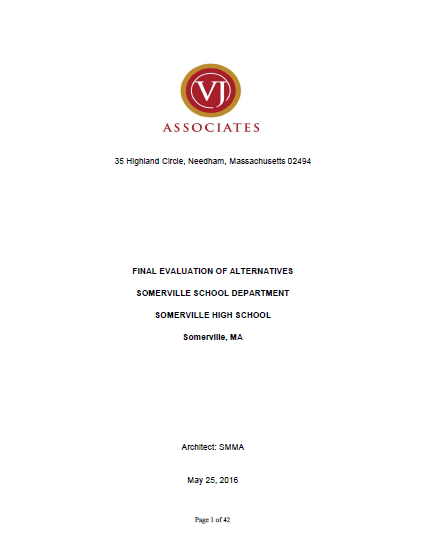 VJ
ASSOCIATES
35 Highland Circle, Needham, Massachusetts 02494
FINAL EVALUATION OF ALTERNATIVES
SOMERVILLE SCHOOL DEPARTMENT
SOMERVILLE HIGH SCHOOL
Somerville, MA
Architect: SMMA
May 25, 2016
Page 1 of 42